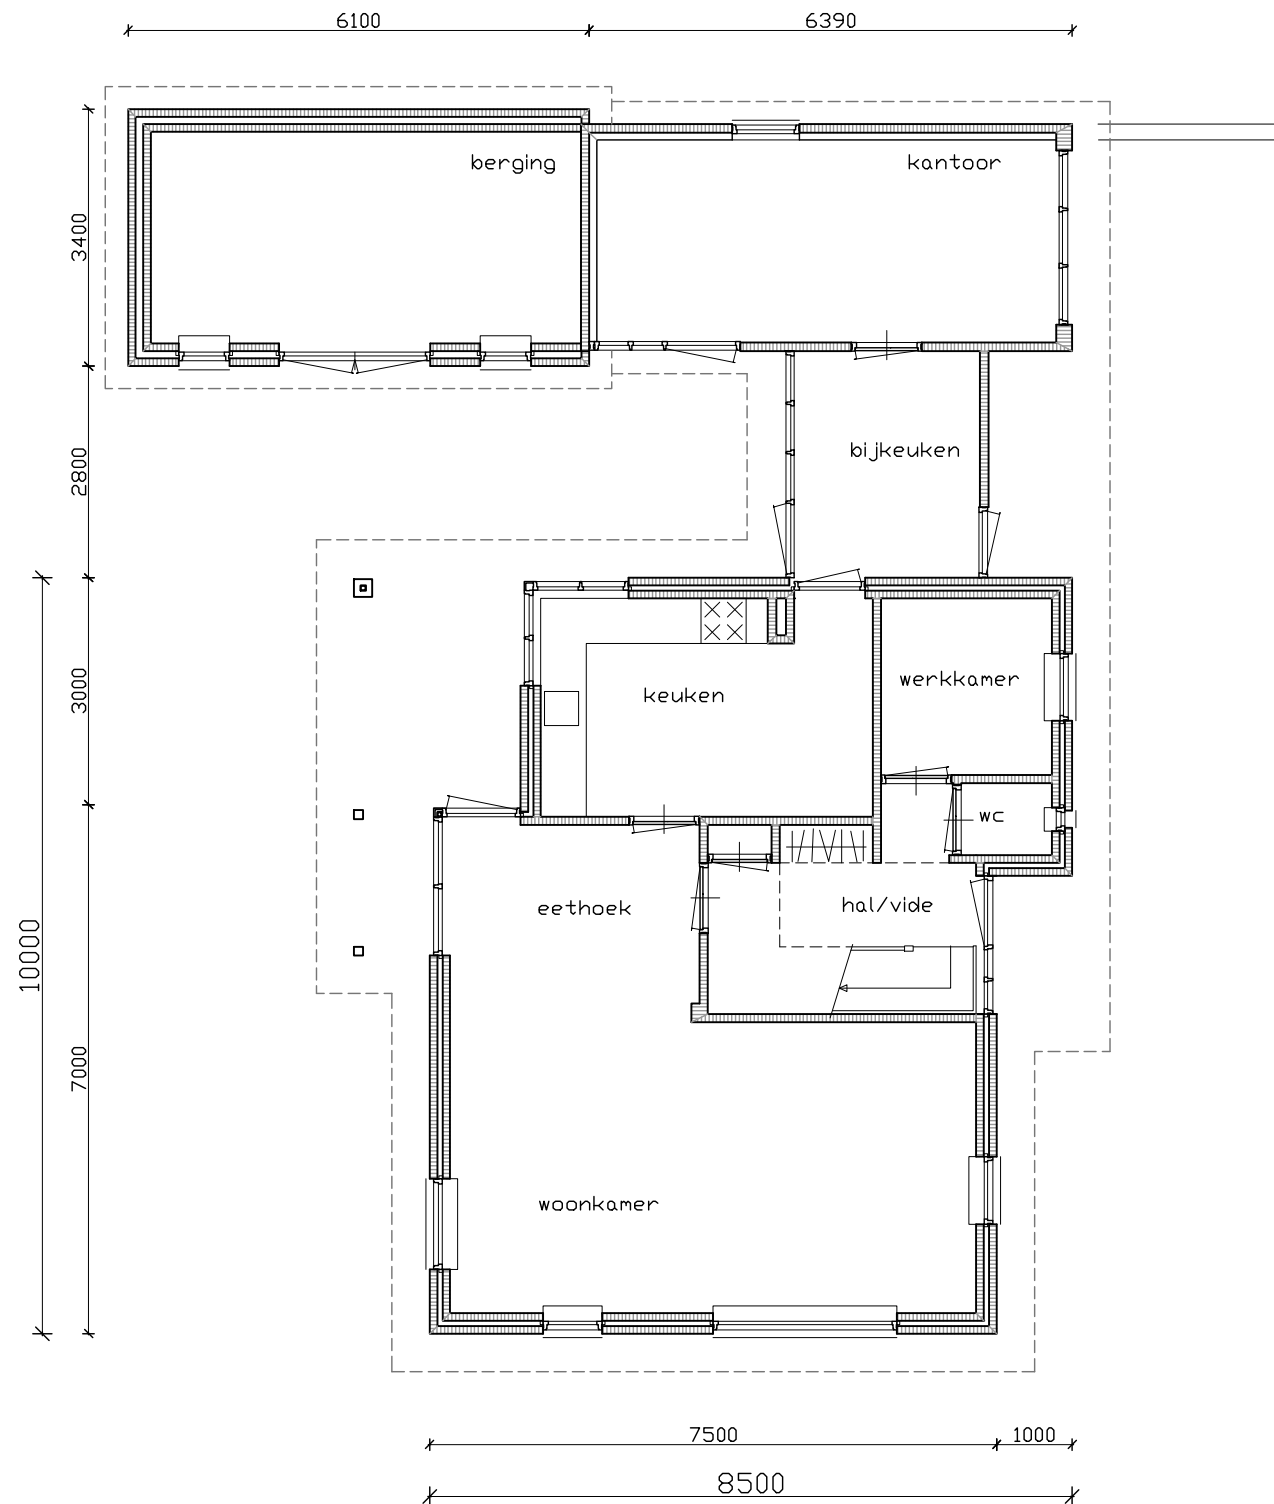 6100
6390
berging
kantoor
3400
bijkeuken
2800
werkkamer
keuken
3000
wc
hal/vide
eethoek
10000
7000
woonkamer
7500
1000
8500